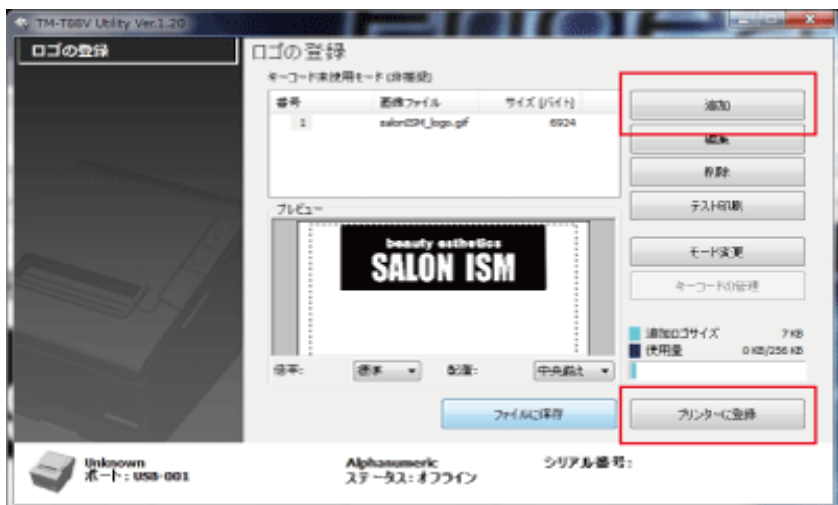 TM-T88V Utility Ver.1.20
ロゴの登録
ロゴの登録
キーコード未使用モード (非推奨)
番号 画像ファイル サイズ [バイト]
1 salonISM_logo.gif 6924
追加
編集
削除
テスト印刷
プレビュー
beauty esthetics
SALON ISM
モード変更
キーコードの管理
追加ロゴサイズ 7 KB
使用量 0 KB/256 KB
倍率: 標準 配置: 中央揃え
ファイルに保存
プリンターに登録
Unknown
ポート: USB-001
Alphanumeric
ステータス: オフライン
シリアル番号: